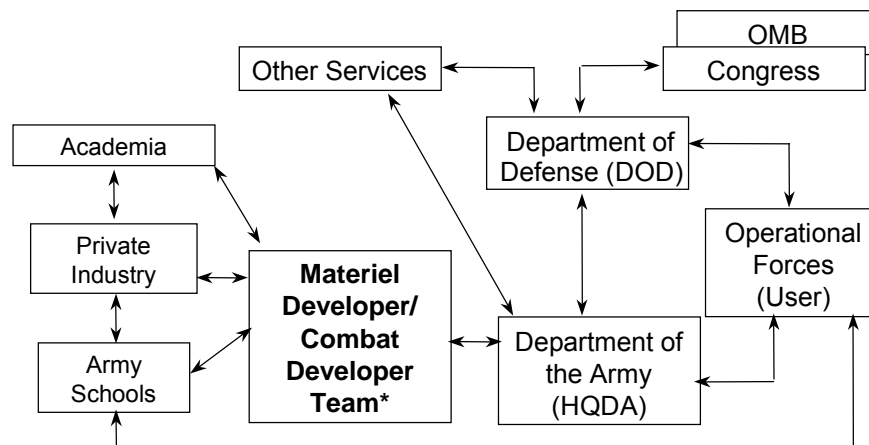 OMB
Congress
Other Services
Department of
Defense (DOD)
Academia
Private
Industry
Operational
Forces
(User)
Materiel
Developer/
Combat
Developer
Team*
Department of
the Army
(HQDA)
Army
Schools